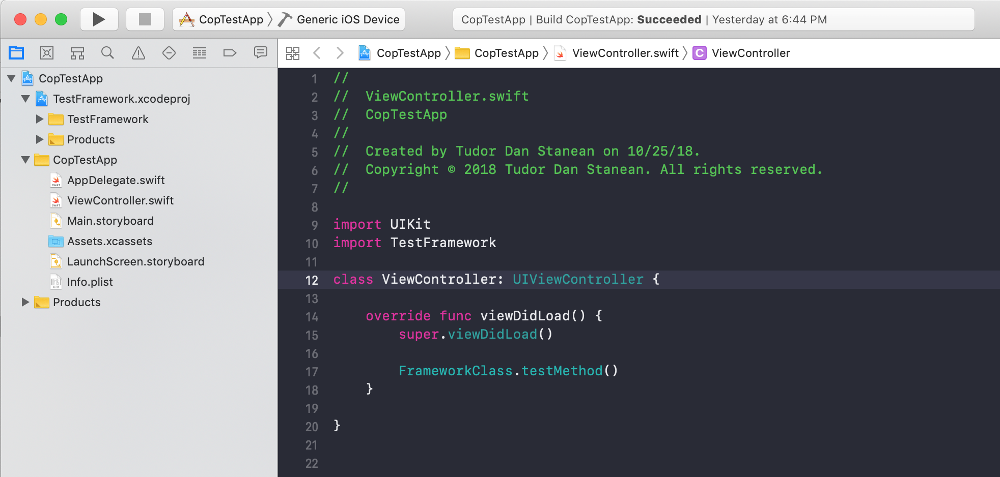 CopTestApp Generic iOS Device
CopTestApp | Build CopTestApp: Succeeded | Yesterday at 6:44 PM
CopTestApp CopTestApp ViewController.swift C ViewController
CopTestApp
TestFramework.xcodeproj
TestFramework
Products
CopTestApp
SWIFT AppDelegate.swift
SWIFT ViewController.swift
Main.storyboard
Assets.xcassets
LaunchScreen.storyboard
PLIST Info.plist
Products
1 //
2 //  ViewController.swift
3 //  CopTestApp
4 //
5 //  Created by Tudor Dan Stanean on 10/25/18.
6 //  Copyright © 2018 Tudor Dan Stanean. All rights reserved.
7 //
8
9 import UIKit
10 import TestFramework
11
12 class ViewController: UIViewController {
13
14     override func viewDidLoad() {
15         super.viewDidLoad()
16
17         FrameworkClass.testMethod()
18     }
19
20 }
21
22